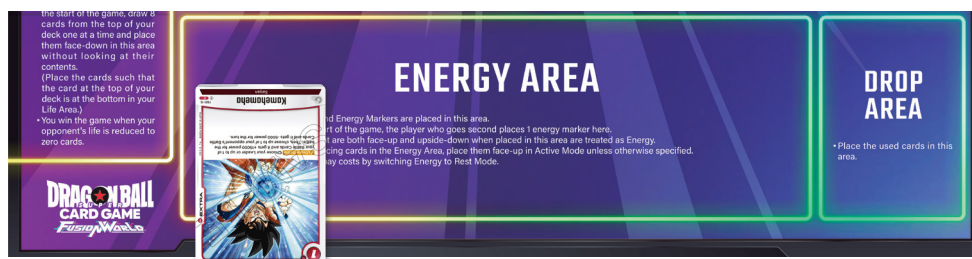 the start of the game, draw 8
cards from the top of your
deck one at a time and place
them face-down in this area
without looking at their
contents.
(Place the cards such that
the card at the top of your
deck is at the bottom in your
Life Area.)
• You win the game when your
opponent's life is reduced to
zero cards.
DRAGON BALL
SUPER
CARD GAME
FUSION WORLD
ENERGY AREA
nd Energy Markers are placed in this area.
rt of the game, the player who goes second places 1 energy marker here.
t are both face-up and upside-down when placed in this area are treated as Energy.
cing cards in the Energy Area, place them face-up in Active Mode unless otherwise specified.
ay costs by switching Energy to Rest Mode.
Kamehameha
EXTRA
1
DROP
AREA
• Place the used cards in this
area.